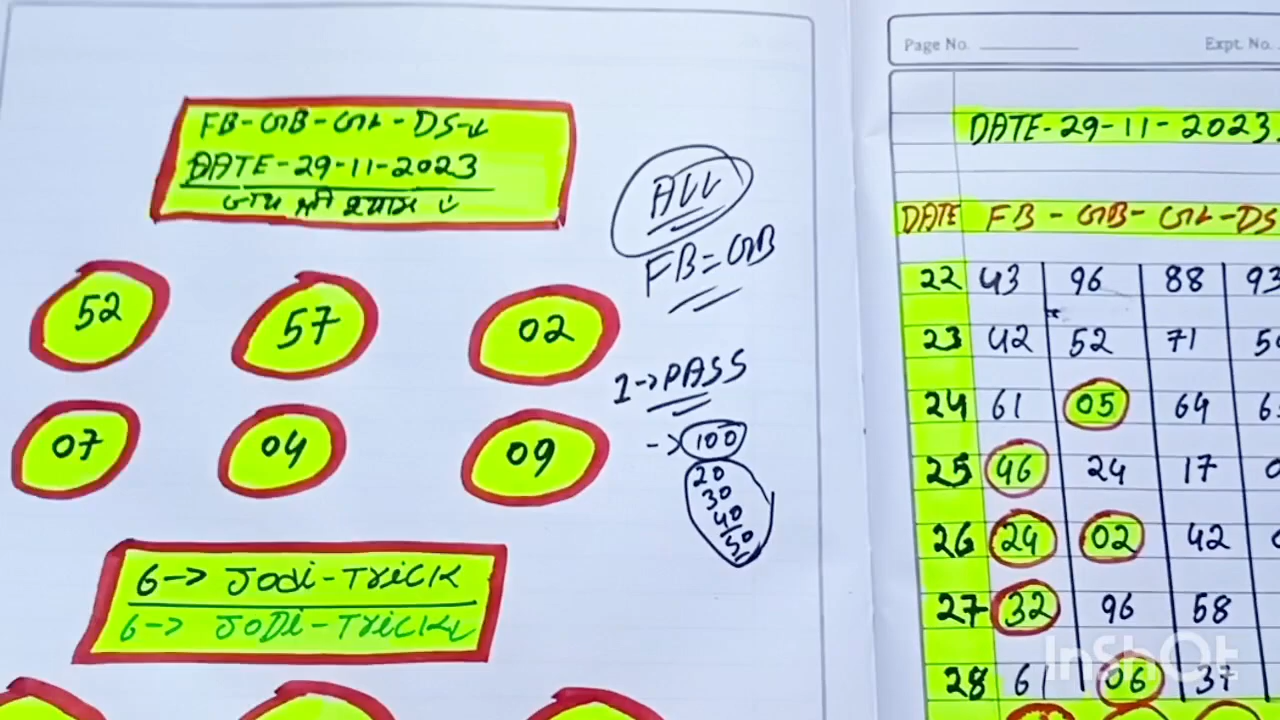 FB-GB-GL-DS
DATE-29-11-2023
जय श्री श्याम
52 57 02
07 04 09
6-> Jodi-Trick
6-> JoDi-Trick
ALL
FB=GB
1->PASS
->100
20
30
40
50
Page No.
Expt. No.
DATE-29-11-2023
DATE FB - GB - GL - DS
22 43 96 88 93
23 42 52 71
24 61 05 64
25 46 24 17
26 24 02 42
27 32 96 58
28 61 06 37
InShOt